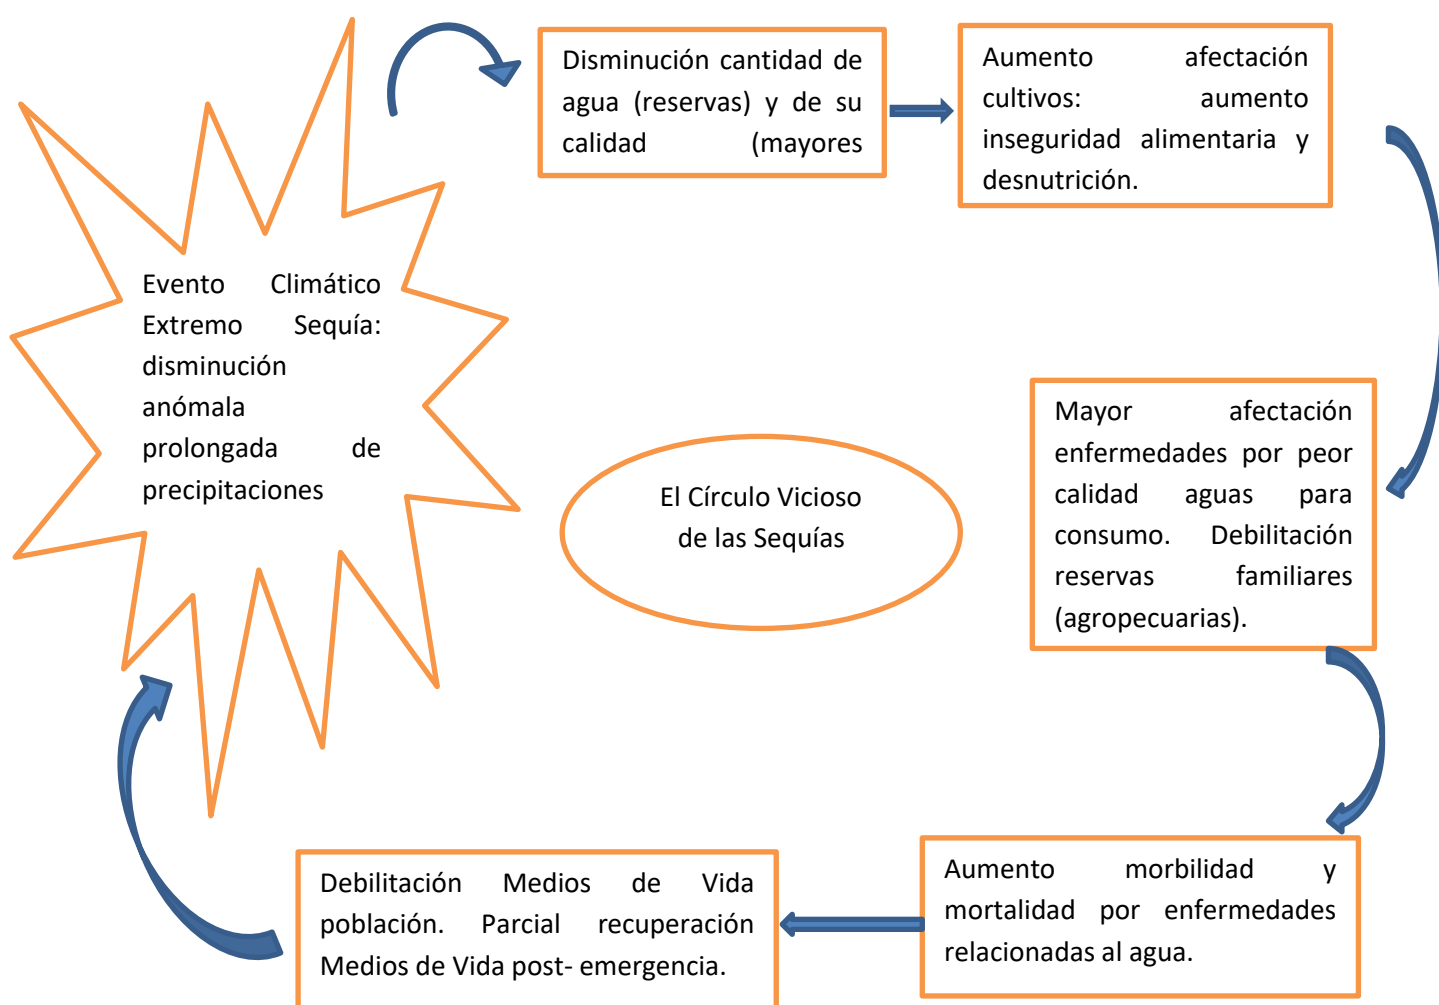 Disminución cantidad de
agua (reservas) y de su
calidad (mayores
Aumento afectación
cultivos: aumento
inseguridad alimentaria y
desnutrición.
Evento Climático
Extremo Sequía:
disminución
anómala
prolongada de
precipitaciones
Mayor afectación
enfermedades por peor
calidad aguas para
consumo. Debilitación
reservas familiares
(agropecuarias).
El Círculo Vicioso
de las Sequías
Aumento morbilidad y
mortalidad por enfermedades
relacionadas al agua.
Debilitación Medios de Vida
población. Parcial recuperación
Medios de Vida post- emergencia.